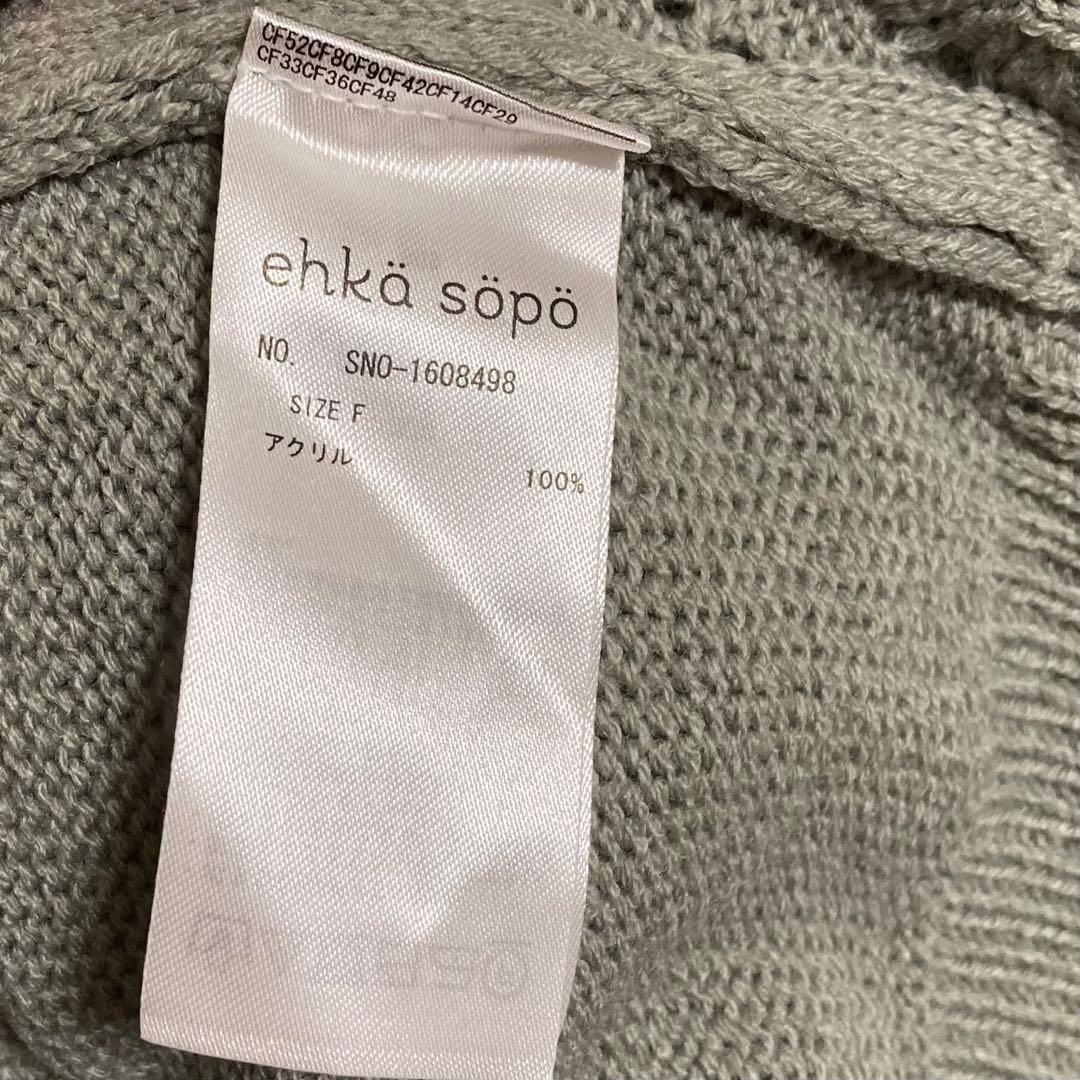 CF52CF8CF9CF42CF14CF29
CF33CF36CF48
ehkä söpö
NO. SNO-1608498
SIZE F
アクリル 100%